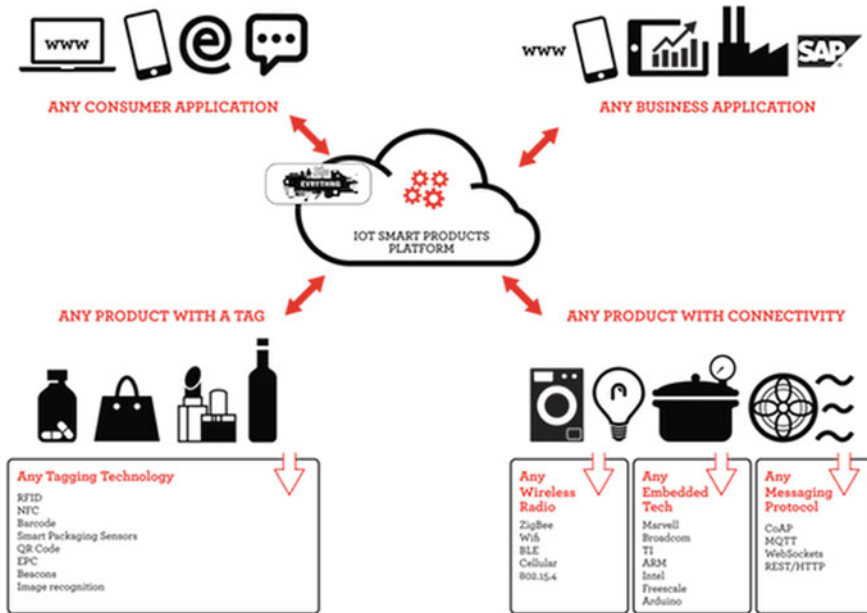 www
www
SAP
ANY CONSUMER APPLICATION
ANY BUSINESS APPLICATION
EVRYTHNG
IOT SMART PRODUCTS
PLATFORM
ANY PRODUCT WITH A TAG
ANY PRODUCT WITH CONNECTIVITY
Any Tagging Technology
RFID
NFC
Barcode
Smart Packaging Sensors
QR Code
EPC
Beacons
Image recognition
Any
Wireless
Radio
ZigBee
Wifi
BLE
Cellular
802.15.4
Any
Embedded
Tech
Marvell
Broadcom
TI
ARM
Intel
Freescale
Arduino
Any
Messaging
Protocol
CoAP
MQTT
WebSockets
REST/HTTP